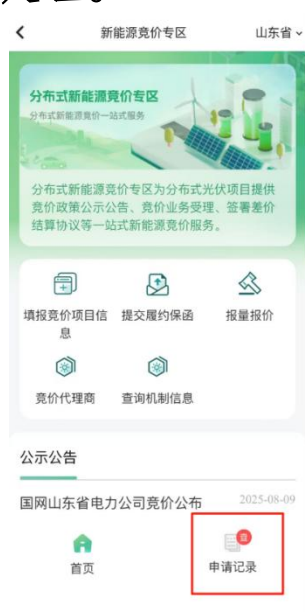 新能源竞价专区
山东省
分布式新能源竞价专区
分布式新能源竞价一站式服务
分布式新能源竞价专区为分布式光伏项目提供
竞价政策公示公告、竞价业务受理、签署差价
结算协议等一站式新能源竞价服务。
填报竞价项目信
息
提交履约保函
报量报价
竞价代理商
查询机制信息
公示公告
国网山东省电力公司竞价公布
2025-08-09
首页
申请记录